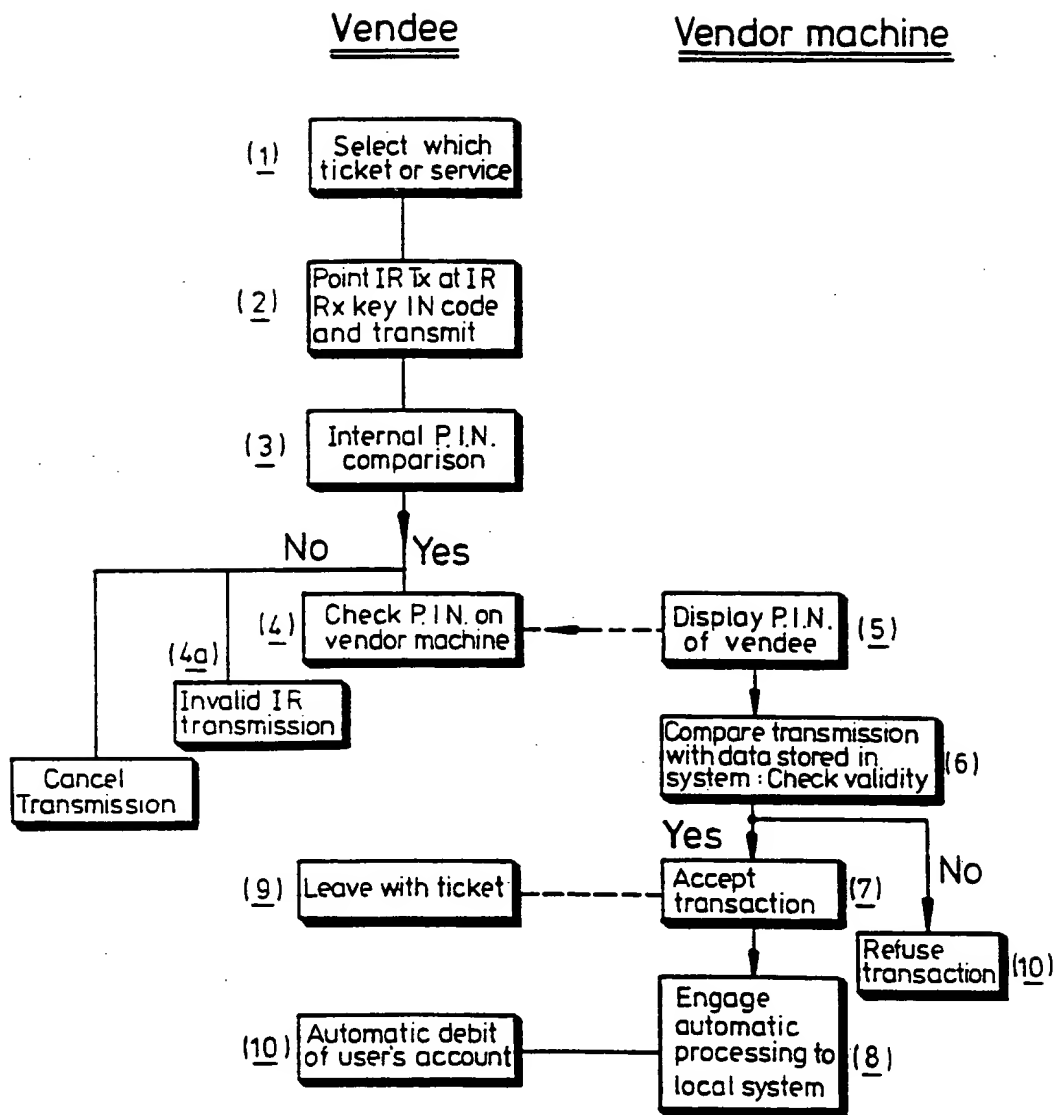 Vendee
Vendor machine
(1)
Select which
ticket or service
(2)
Point IR Tx at IR
Rx key IN code
and transmit
(3)
Internal P.I.N.
comparison
No
Yes
(4)
Check P.I.N. on
vendor machine
Display P.I.N.
of vendee
(5)
(4a)
Invalid IR
transmission
Compare transmission
with data stored in
system : Check validity
(6)
Cancel
Transmission
Yes
No
(9)
Leave with ticket
Accept
transaction
(7)
Refuse
transaction
(10)
(10)
Automatic debit
of user's account
Engage
automatic
processing to
local system
(8)